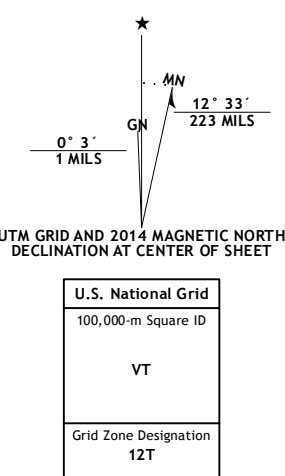 ★
MN
12° 33´
223 MILS
GN
0° 3´
1 MILS
UTM GRID AND 2014 MAGNETIC NORTH
DECLINATION AT CENTER OF SHEET
U.S. National Grid
100,000-m Square ID
VT
Grid Zone Designation
12T